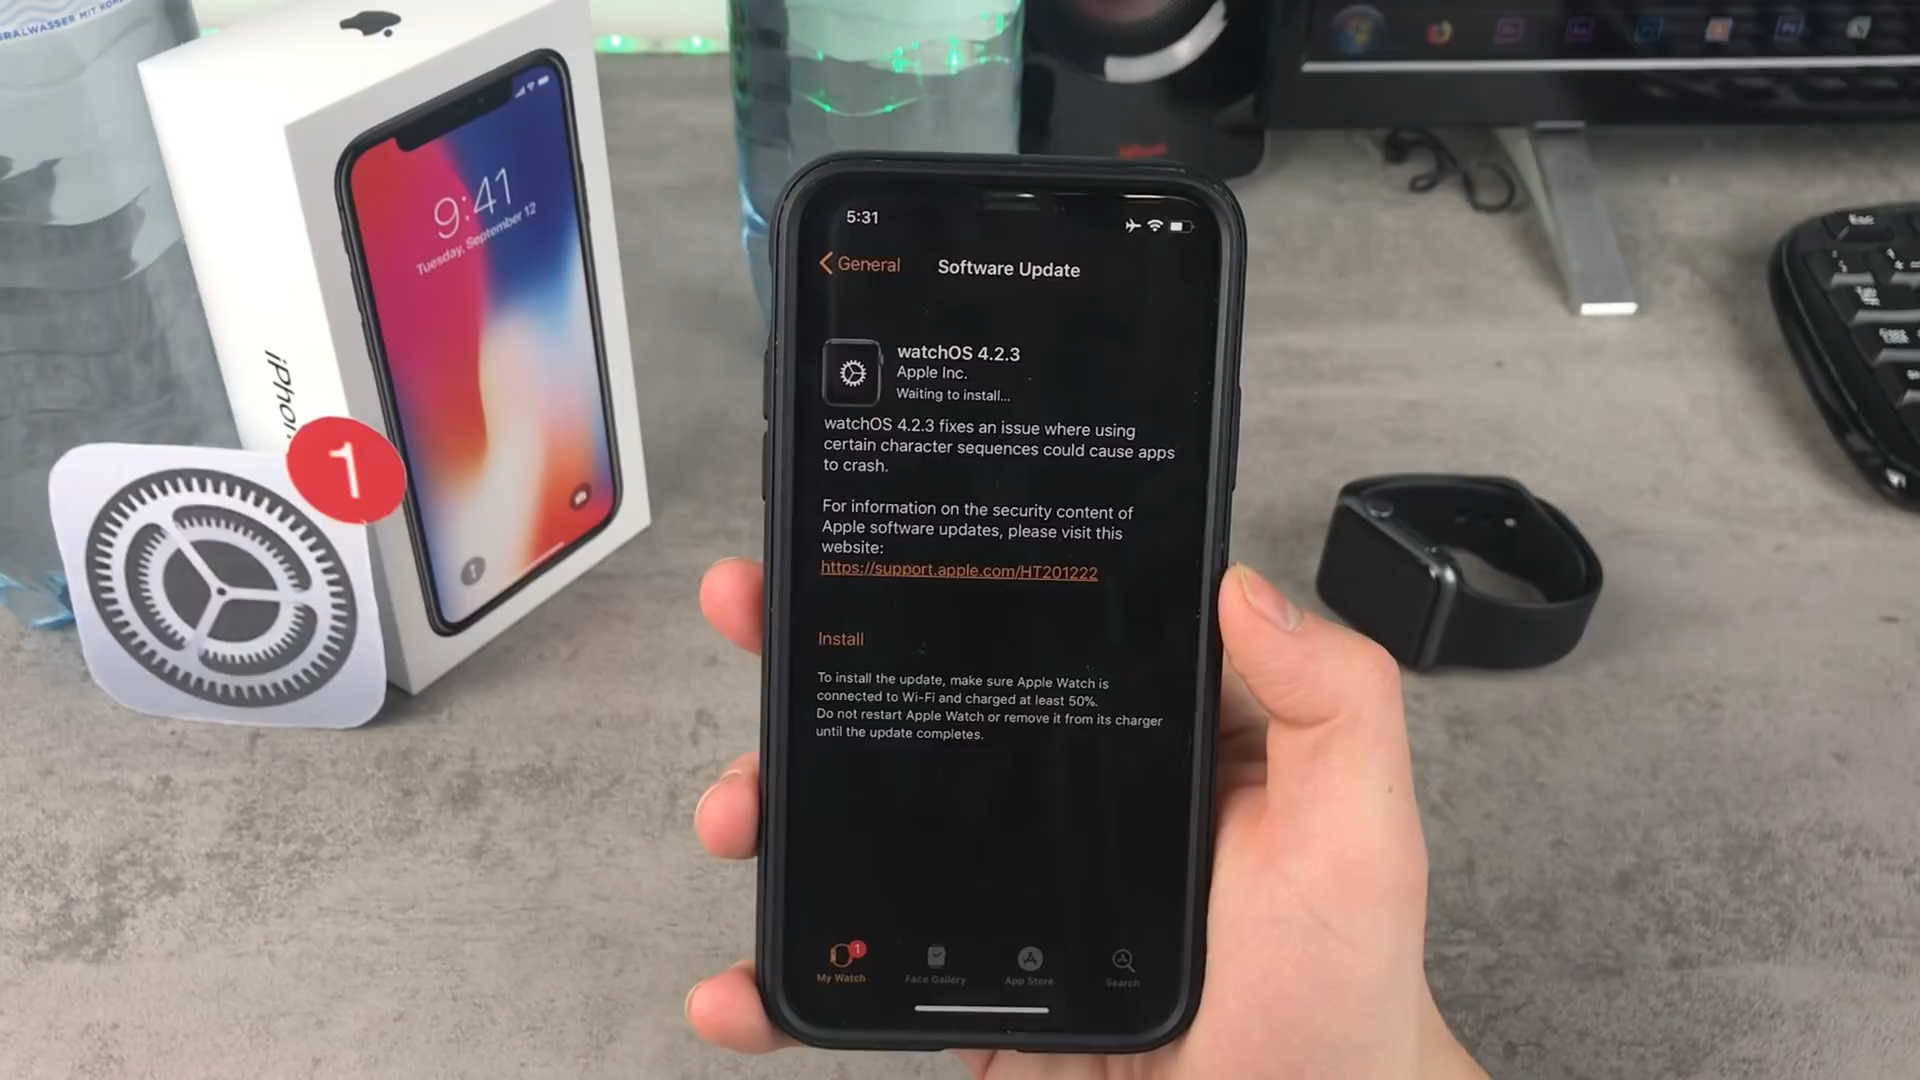 9:41
Tuesday, September 12
1
5:31
General
Software Update
watchOS 4.2.3
Apple Inc.
Waiting to install...
watchOS 4.2.3 fixes an issue where using
certain character sequences could cause apps
to crash.
For information on the security content of
Apple software updates, please visit this
website:
https://support.apple.com/HT201222
Install
To install the update, make sure Apple Watch is
connected to Wi-Fi and charged at least 50%.
Do not restart Apple Watch or remove it from its charger
until the update completes.
1
My Watch
Face Gallery
App Store
Search
Esc